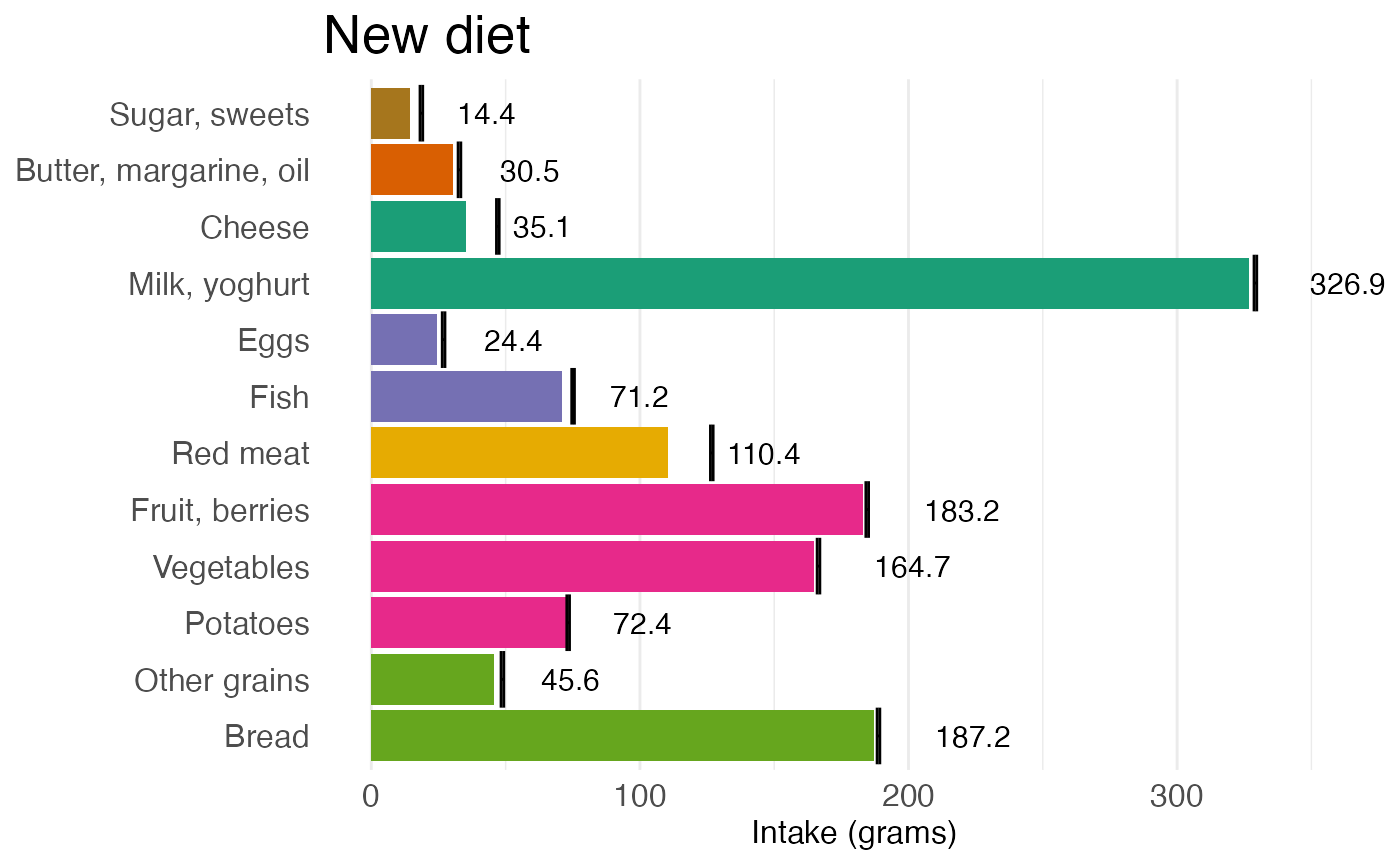 New diet
Sugar, sweets 14.4
Butter, margarine, oil 30.5
Cheese 35.1
Milk, yoghurt 326.9
Eggs 24.4
Fish 71.2
Red meat 110.4
Fruit, berries 183.2
Vegetables 164.7
Potatoes 72.4
Other grains 45.6
Bread 187.2
0 100 200 300
Intake (grams)